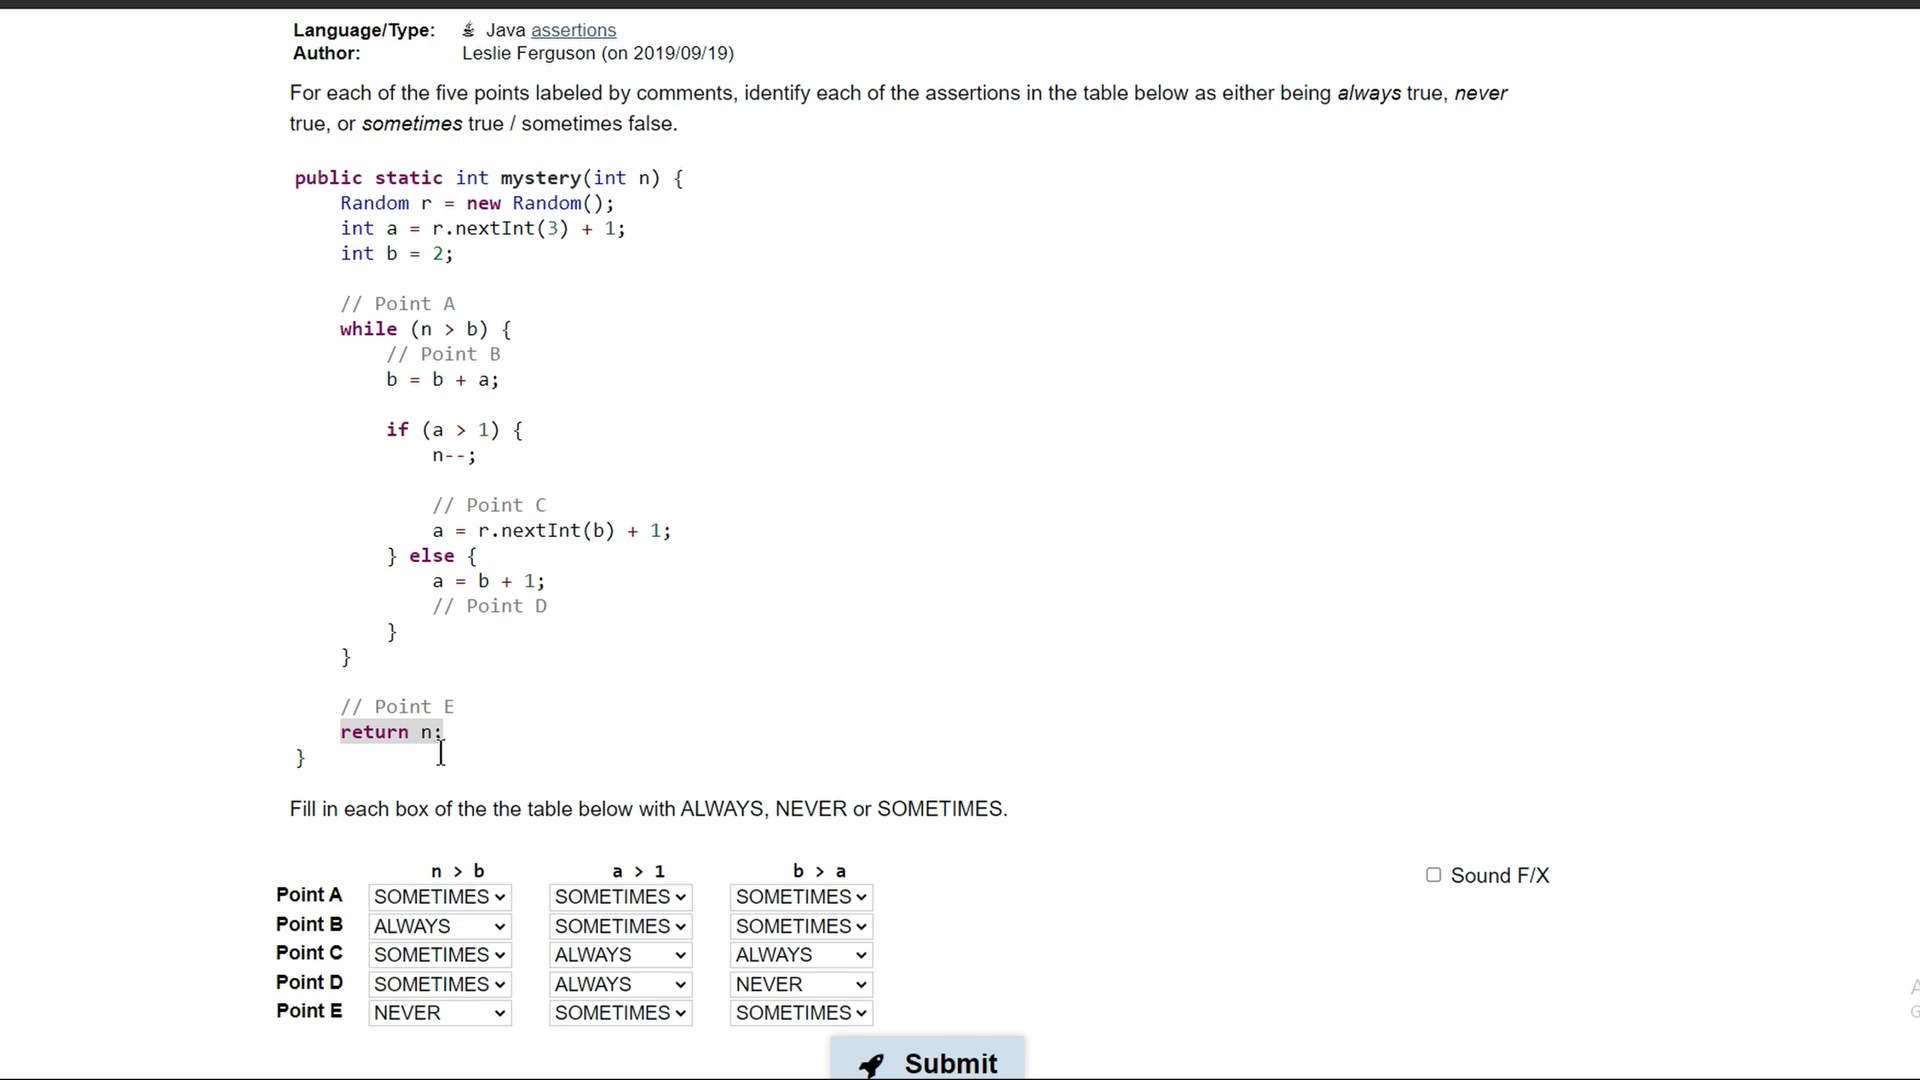 Language/Type: Java assertions
Author: Leslie Ferguson (on 2019/09/19)
For each of the five points labeled by comments, identify each of the assertions in the table below as either being always true, never
true, or sometimes true / sometimes false.
public static int mystery(int n) {
    Random r = new Random();
    int a = r.nextInt(3) + 1;
    int b = 2;
    // Point A
    while (n > b) {
        // Point B
        b = b + a;
        if (a > 1) {
            n--;
            // Point C
            a = r.nextInt(b) + 1;
        } else {
            a = b + 1;
            // Point D
        }
    }
    // Point E
    return n;
}
Fill in each box of the the table below with ALWAYS, NEVER or SOMETIMES.
n > b a > 1 b > a
Sound F/X
Point A SOMETIMES SOMETIMES SOMETIMES
Point B ALWAYS SOMETIMES SOMETIMES
Point C SOMETIMES ALWAYS ALWAYS
Point D SOMETIMES ALWAYS NEVER
Point E NEVER SOMETIMES SOMETIMES
Submit